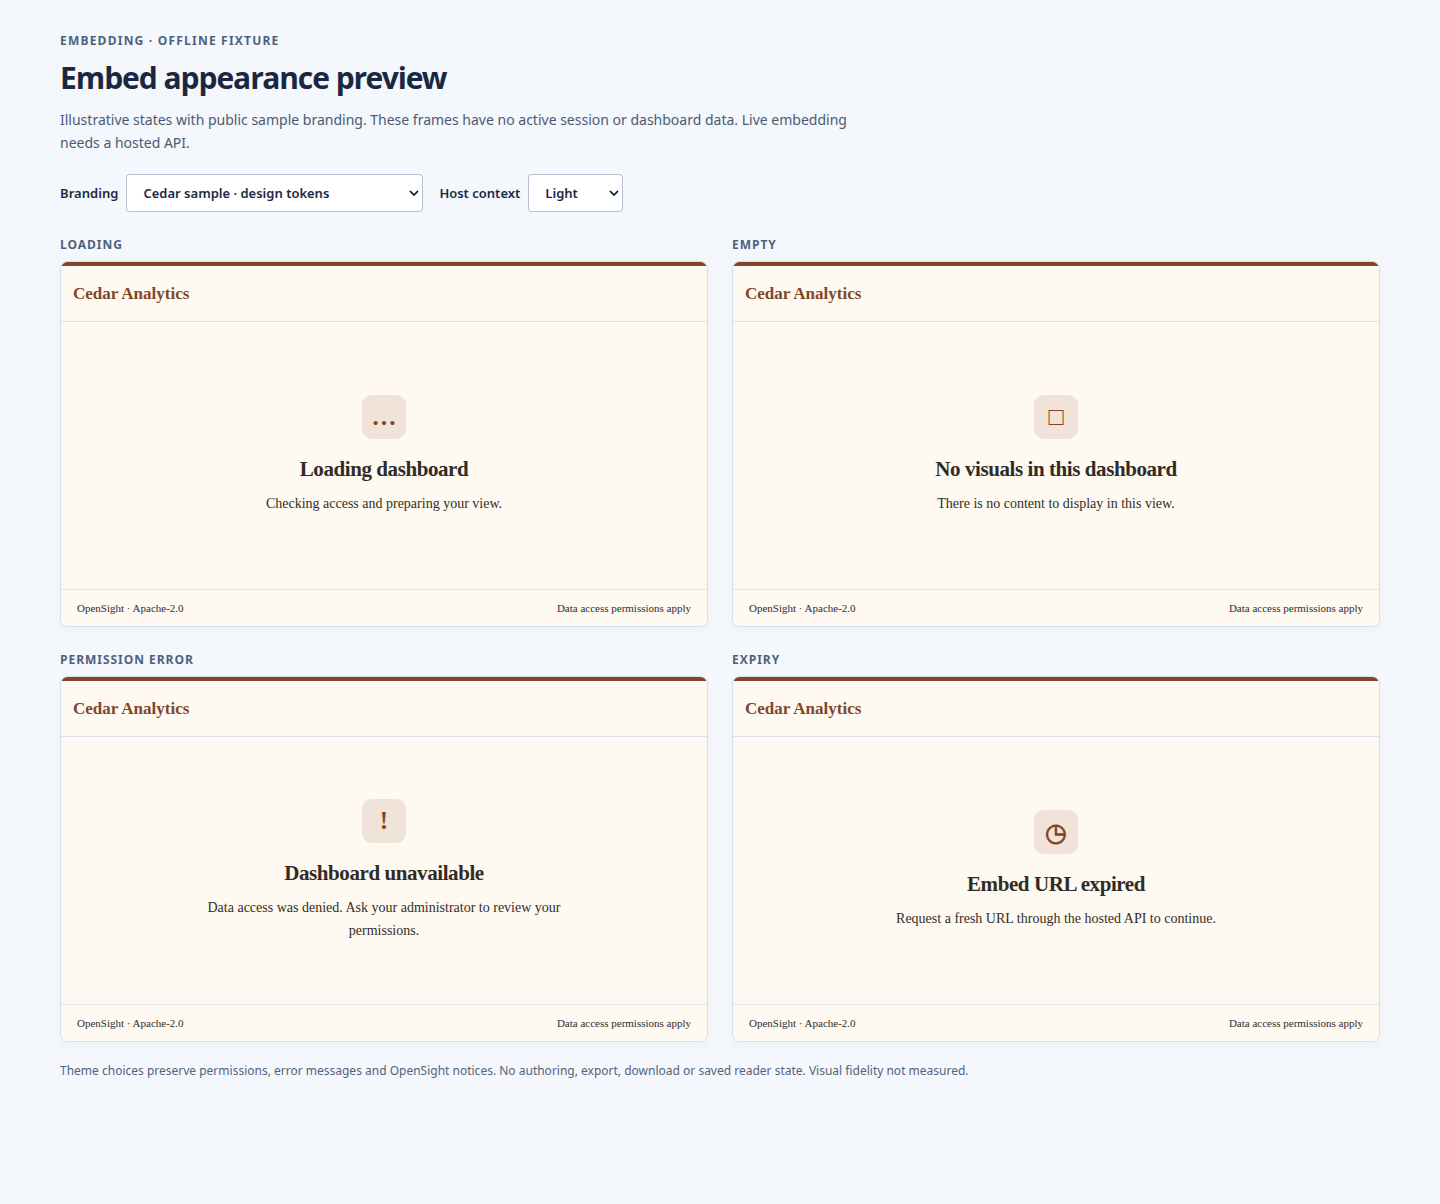 EMBEDDING · OFFLINE FIXTURE
Embed appearance preview
Illustrative states with public sample branding. These frames have no active session or dashboard data. Live embedding
needs a hosted API.
Branding Cedar sample · design tokens Host context Light
LOADING
Cedar Analytics
...
Loading dashboard
Checking access and preparing your view.
OpenSight · Apache-2.0 Data access permissions apply
EMPTY
Cedar Analytics
No visuals in this dashboard
There is no content to display in this view.
OpenSight · Apache-2.0 Data access permissions apply
PERMISSION ERROR
Cedar Analytics
!
Dashboard unavailable
Data access was denied. Ask your administrator to review your
permissions.
OpenSight · Apache-2.0 Data access permissions apply
EXPIRY
Cedar Analytics
Embed URL expired
Request a fresh URL through the hosted API to continue.
OpenSight · Apache-2.0 Data access permissions apply
Theme choices preserve permissions, error messages and OpenSight notices. No authoring, export, download or saved reader state. Visual fidelity not measured.